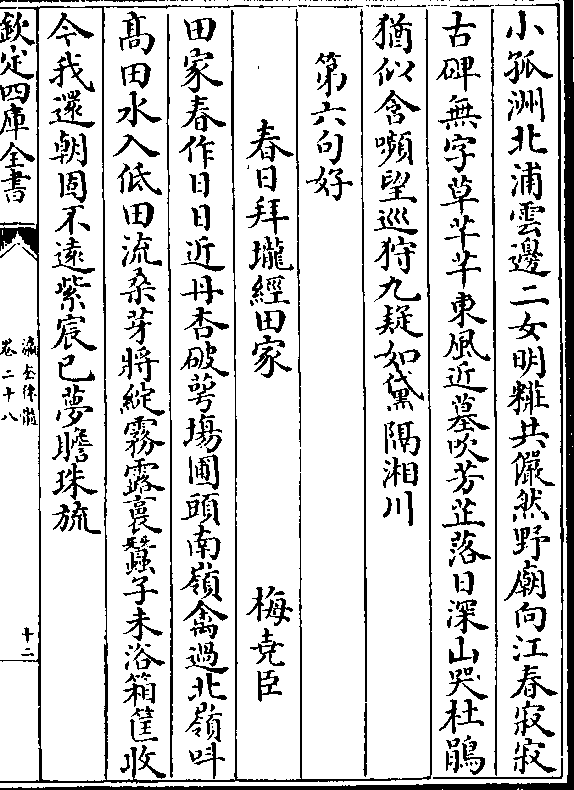 小孤洲北浦雲邊二女明粧共儼然野廟向江春寂寂
古碑無字草芊芊東風近墓吹芳芷落日深山哭杜鵑
猶似含嚬望巡狩九疑如黛隔湘川
第六句好
春日拜壠經田家 梅堯臣
田家春作日日近丹杏破萼塲圃頭南嶺禽過北嶺呌
髙田水入低田流桑芽將綻霧露裛蠶子未浴箱筐收
今我還朝固不遠紫宸已夢瞻珠旒
欽定四庫全書
瀛奎律髓
卷二十八
十二